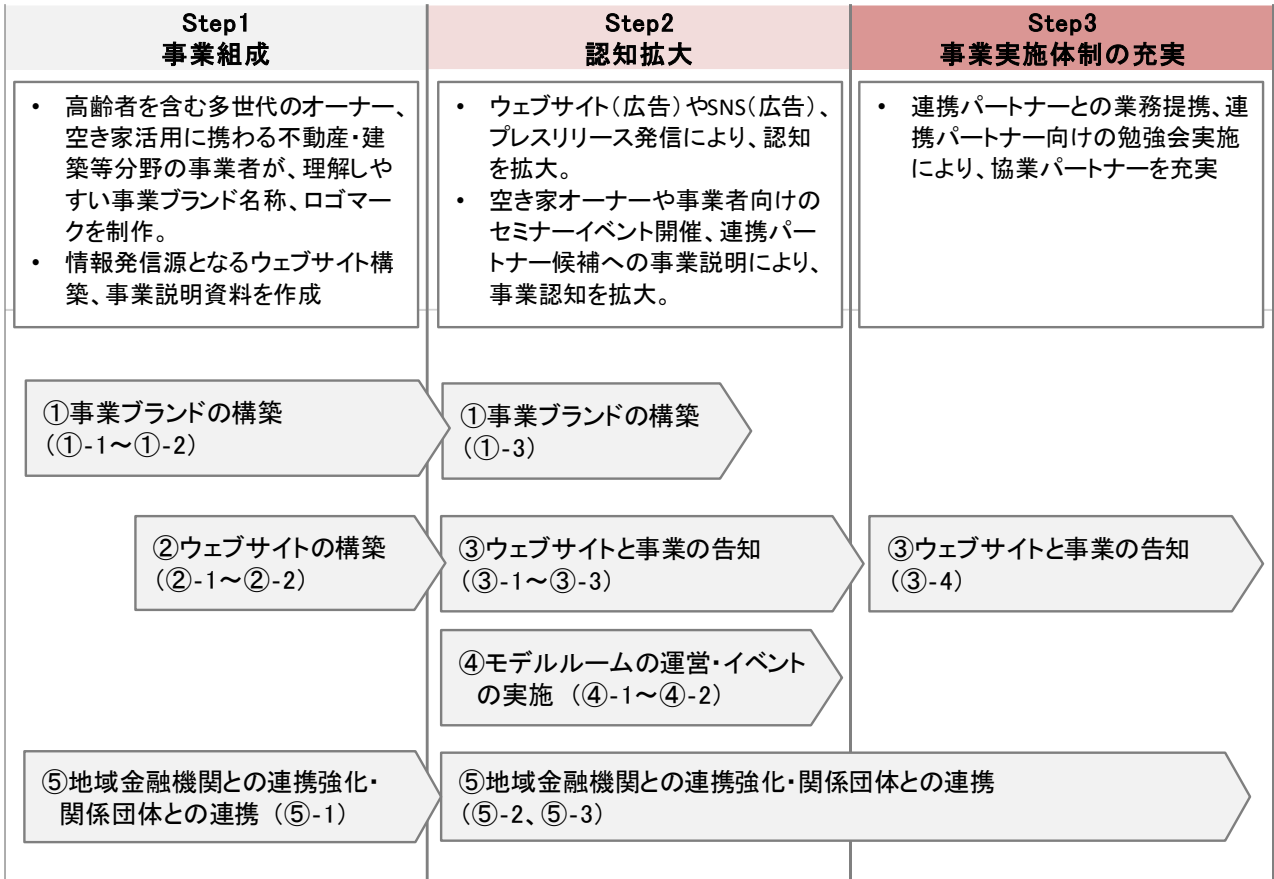 Step1
事業組成
Step2
認知拡大
Step3
事業実施体制の充実
• 高齢者を含む多世代のオーナー、
空き家活用に携わる不動産・建
築等分野の事業者が、理解しや
すい事業ブランド名称、ロゴマー
クを制作。
• 情報発信源となるウェブサイト構
築、事業説明資料を作成
• ウェブサイト（広告）やSNS（広告）、
プレスリリース発信により、認知
を拡大。
• 空き家オーナーや事業者向けの
セミナーイベント開催、連携パー
トナー候補への事業説明により、
事業認知を拡大。
• 連携パートナーとの業務提携、連
携パートナー向けの勉強会実施
により、協業パートナーを充実
①事業ブランドの構築
（①-1～①-2）
①事業ブランドの構築
（①-3）
②ウェブサイトの構築
（②-1～②-2）
③ウェブサイトと事業の告知
（③-1～③-3）
③ウェブサイトと事業の告知
（③-4）
④モデルルームの運営・イベント
の実施 （④-1～④-2）
⑤地域金融機関との連携強化・
関係団体との連携 （⑤-1）
⑤地域金融機関との連携強化・関係団体との連携
（⑤-2、⑤-3）